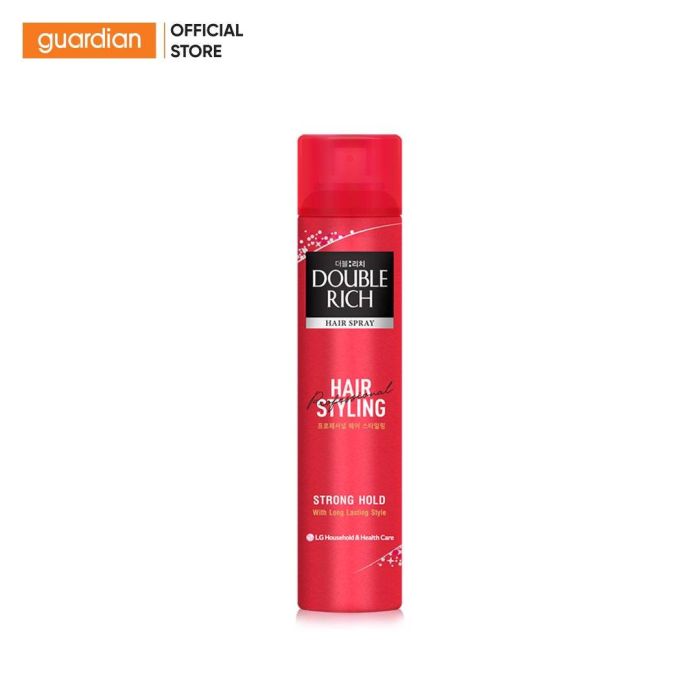 guardian
OFFICIAL
STORE
더블:리치
DOUBLE
RICH
HAIR SPRAY
HAIR
Professional
STYLING
프로페셔널 헤어 스타일링
STRONG HOLD
With Long Lasting Style
LG Household & Health Care